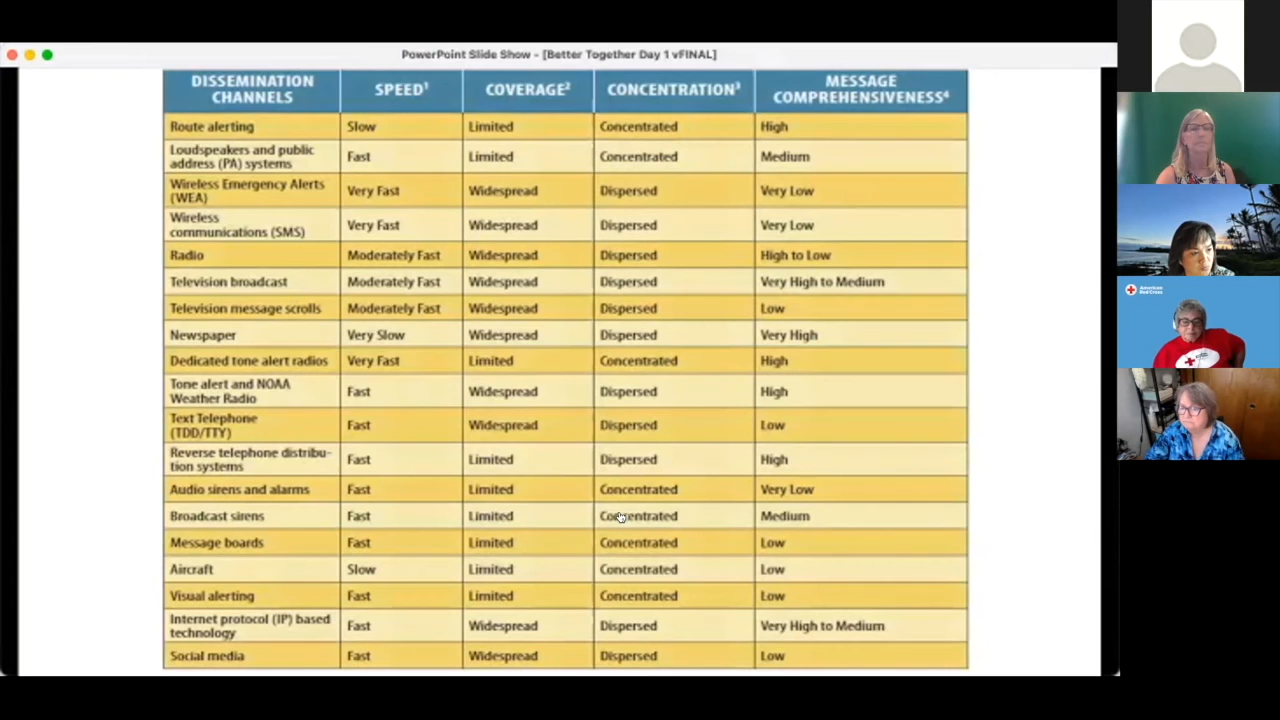 PowerPoint Slide Show - [Better Together Day 1 vFINAL]
DISSEMINATION CHANNELS SPEED¹ COVERAGE² CONCENTRATION³ MESSAGE COMPREHENSIVENESS⁴
Route alerting Slow Limited Concentrated High
Loudspeakers and public
address (PA) systems Fast Limited Concentrated Medium
Wireless Emergency Alerts
(WEA) Very Fast Widespread Dispersed Very Low
Wireless
communications (SMS) Very Fast Widespread Dispersed Very Low
Radio Moderately Fast Widespread Dispersed High to Low
Television broadcast Moderately Fast Widespread Dispersed Very High to Medium
Television message scrolls Moderately Fast Widespread Dispersed Low
Newspaper Very Slow Widespread Dispersed Very High
Dedicated tone alert radios Very Fast Limited Concentrated High
Tone alert and NOAA
Weather Radio Fast Widespread Dispersed High
Text Telephone
(TDD/TTY) Fast Widespread Dispersed Low
Reverse telephone distribu-
tion systems Fast Limited Dispersed High
Audio sirens and alarms Fast Limited Concentrated Very Low
Broadcast sirens Fast Limited Concentrated Medium
Message boards Fast Limited Concentrated Low
Aircraft Slow Limited Concentrated Low
Visual alerting Fast Limited Concentrated Low
Internet protocol (IP) based
technology Fast Widespread Dispersed Very High to Medium
Social media Fast Widespread Dispersed Low
American
Red Cross